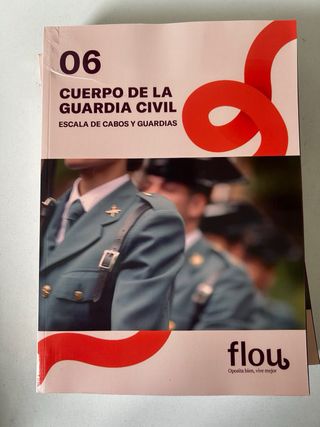 06
CUERPO DE LA
GUARDIA CIVIL
ESCALA DE CABOS Y GUARDIAS
flou
Oposita bien, vive mejor